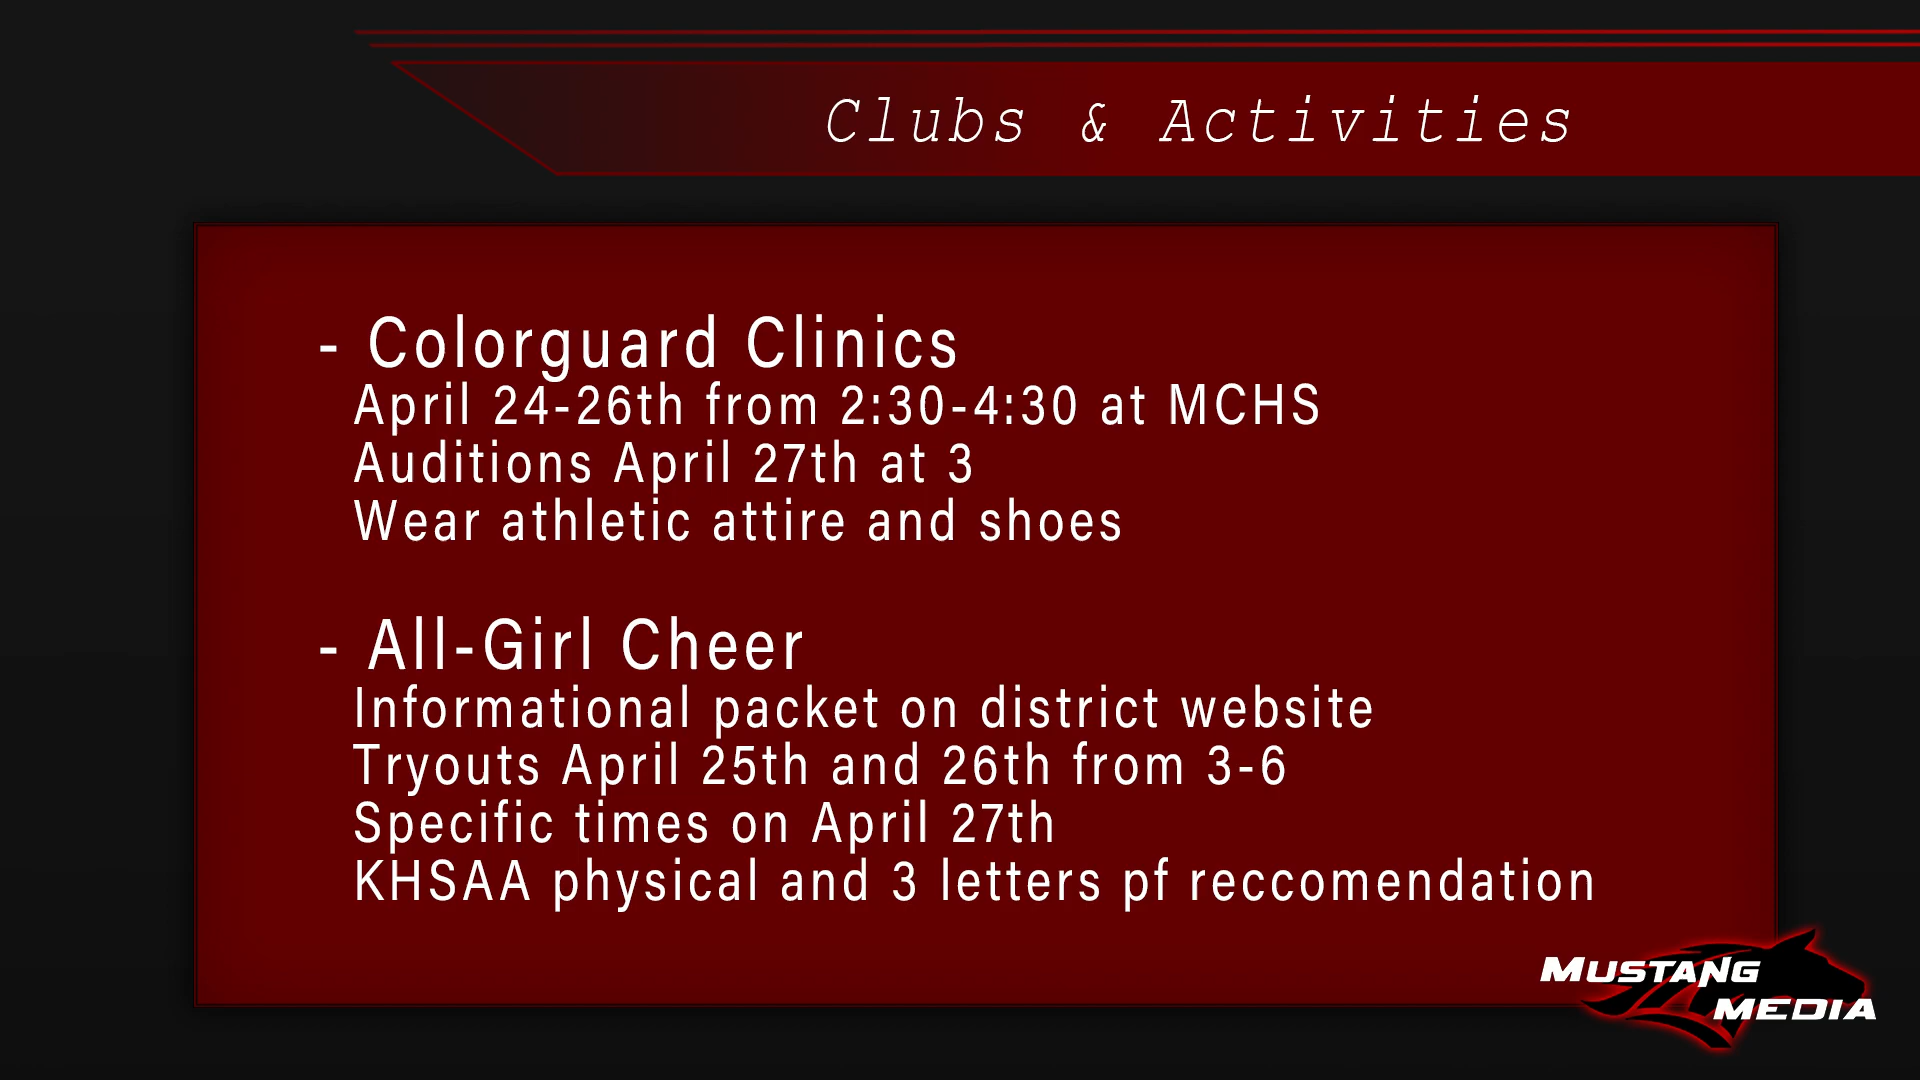 Clubs & Activities
- Colorguard Clinics
April 24-26th from 2:30-4:30 at MCHS
Auditions April 27th at 3
Wear athletic attire and shoes
- All-Girl Cheer
Informational packet on district website
Tryouts April 25th and 26th from 3-6
Specific times on April 27th
KHSAA physical and 3 letters pf reccomendation
MUSTANG
MEDIA